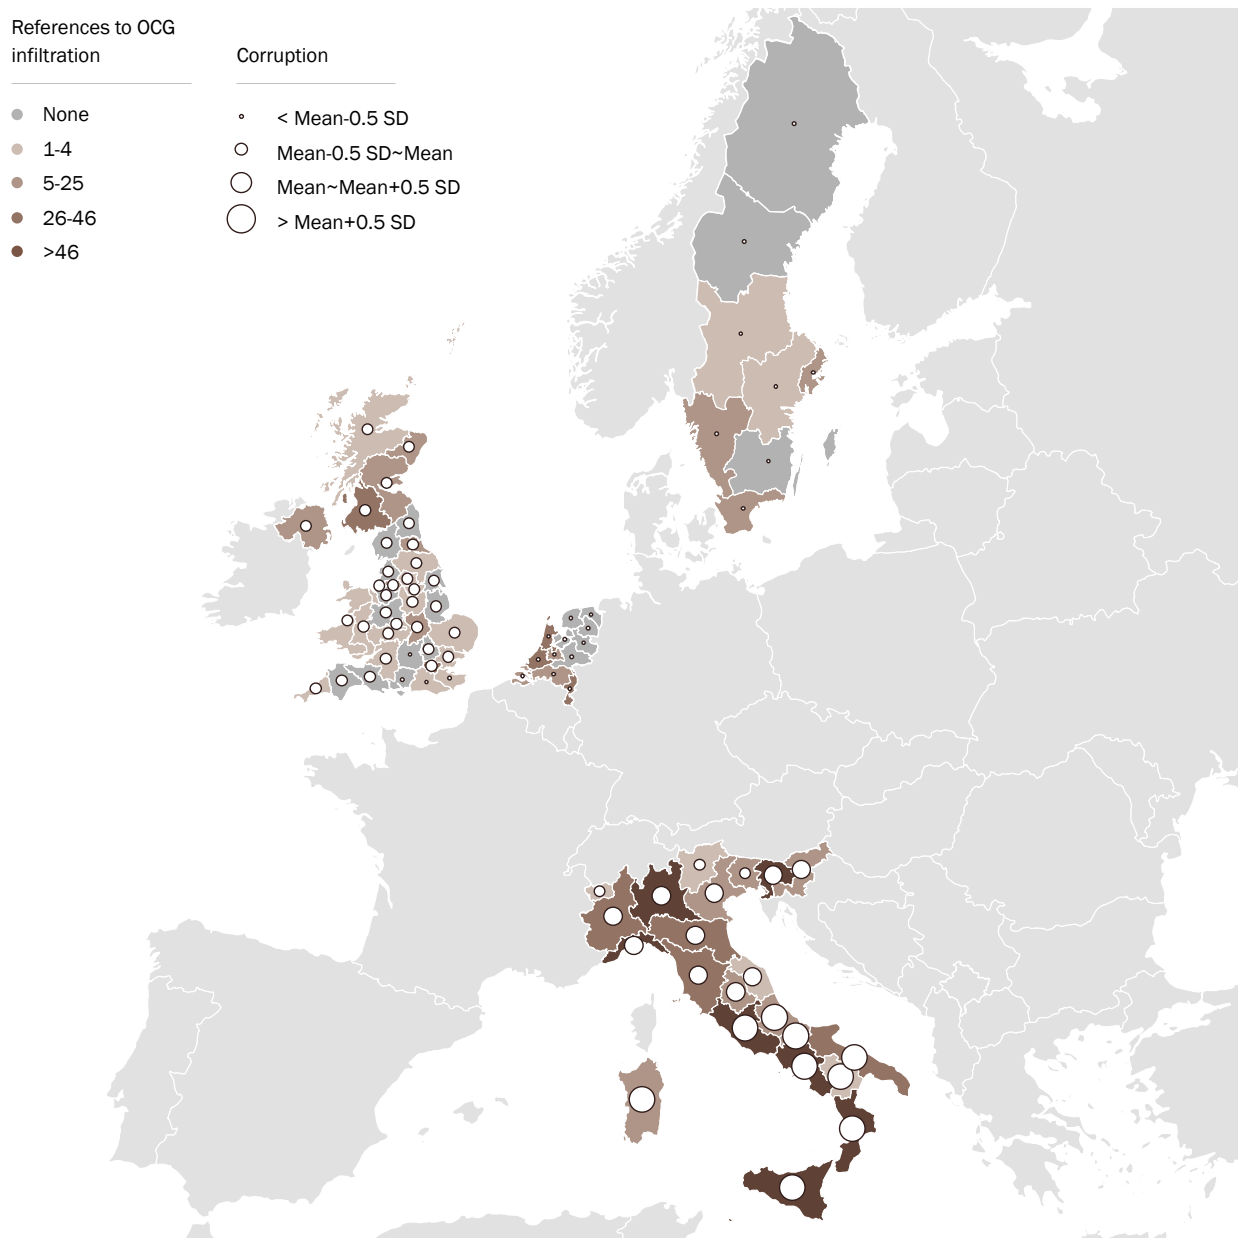 References to OCG
infiltration
None
1-4
5-25
26-46
>46
Corruption
< Mean-0.5 SD
Mean-0.5 SD~Mean
Mean~Mean+0.5 SD
> Mean+0.5 SD